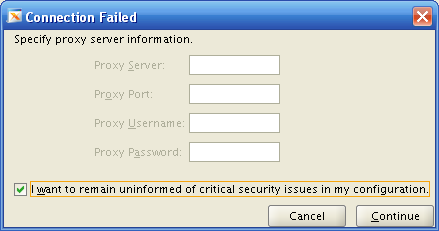 Connection Failed
Specify proxy server information.
Proxy Server:
Proxy Port:
Proxy Username:
Proxy Password:
I want to remain uninformed of critical security issues in my configuration.
Cancel
Continue